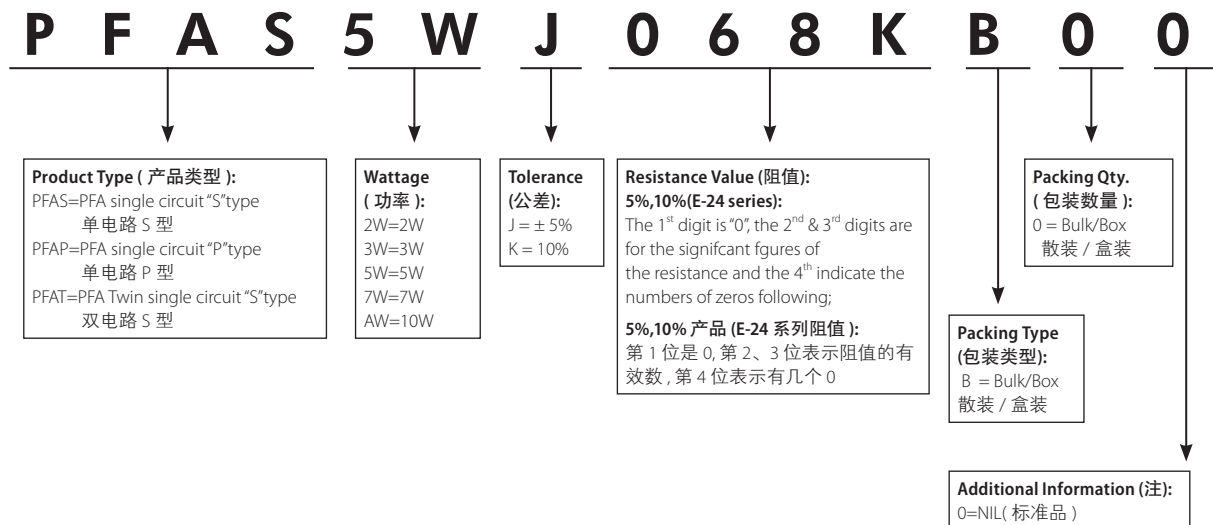 P F A S 5 W J 0 6 8 K B 0 0
Product Type ( 产品类型 ):
PFAS=PFA single circuit “S”type
单电路 S 型
PFAP=PFA single circuit “P”type
单电路 P 型
PFAT=PFA Twin single circuit “S”type
双电路 S 型
Wattage
( 功率 ):
2W=2W
3W=3W
5W=5W
7W=7W
AW=10W
Tolerance
(公差):
J = ± 5%
K = 10%
Resistance Value (阻值):
5%,10%(E-24 series):
The 1st digit is “0”, the 2nd & 3rd digits are
for the signifcant fgures of
the resistance and the 4th indicate the
numbers of zeros following;
5%,10% 产品 (E-24 系列阻值 ):
第 1 位是 0, 第 2、3 位表示阻值的有
效数 , 第 4 位表示有几个 0
Packing Type
(包装类型):
B = Bulk/Box
散装 / 盒装
Packing Qty.
( 包装数量 ):
0 = Bulk/Box
散装 / 盒装
Additional Information (注):
0=NIL( 标准品 )